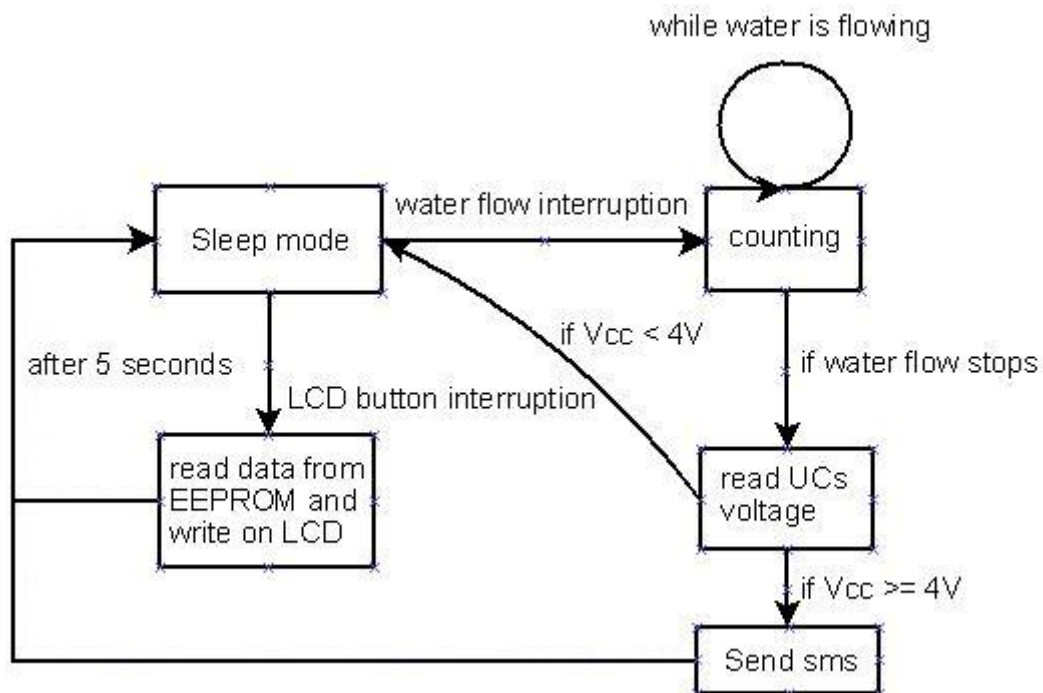 while water is flowing
water flow interruption
Sleep mode
counting
if Vcc < 4V
after 5 seconds
if water flow stops
LCD button interruption
read data from
EEPROM and
write on LCD
read UCs
voltage
if Vcc >= 4V
Send sms